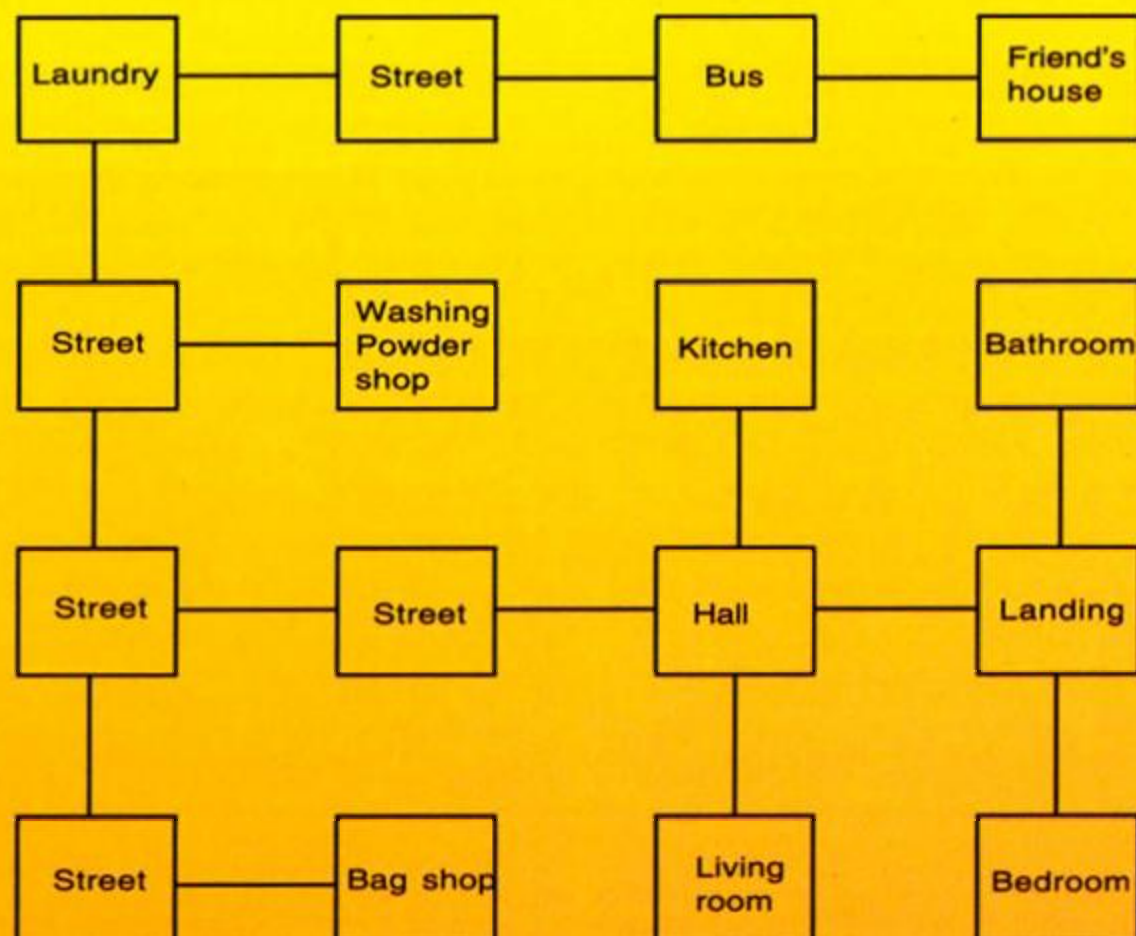 Laundry
Street
Bus
Friend's
house
Street
Washing
Powder
shop
Kitchen
Bathroom
Street
Street
Hall
Landing
Street
Bag shop
Living
room
Bedroom